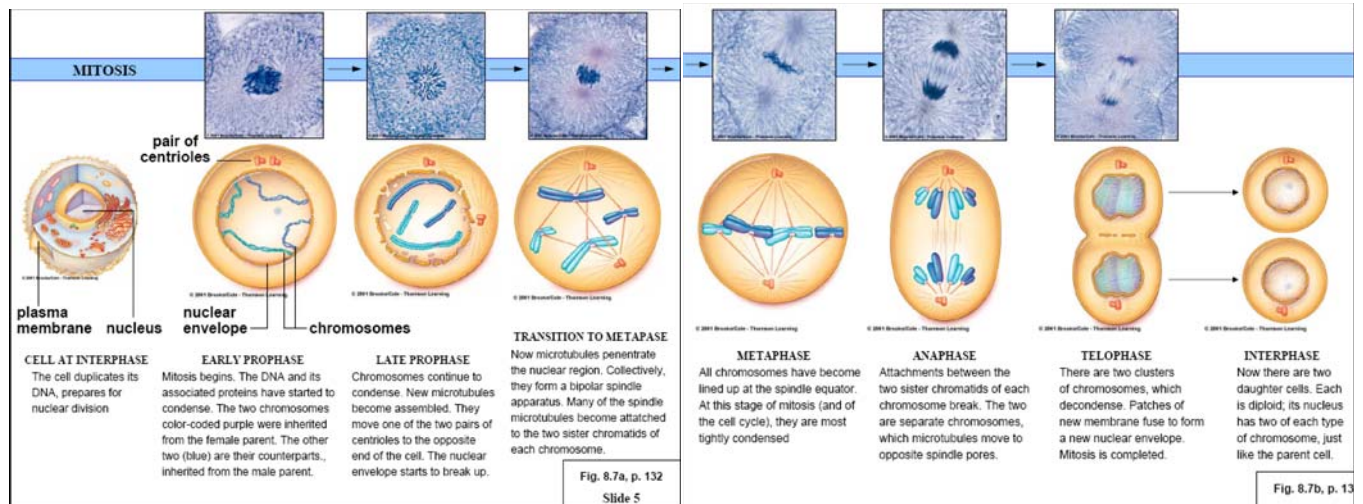 MITOSIS
pair of
centrioles
© 2001 Brooks/Cole - Thomson Learning
plasma
membrane
nucleus
nuclear
envelope
chromosomes
CELL AT INTERPHASE
The cell duplicates its
DNA, prepares for
nuclear division
EARLY PROPHASE
Mitosis begins. The DNA and its
associated proteins have started to
condense. The two chromosomes
color-coded purple were inherited
from the female parent. The other
two (blue) are their counterparts.,
inherited from the male parent.
LATE PROPHASE
Chromosomes continue to
condense. New microtubules
become assembled. They
move one of the two pairs of
centrioles to the opposite
end of the cell. The nuclear
envelope starts to break up.
TRANSITION TO METAPASE
Now microtubules penentrate
the nuclear region. Collectively,
they form a bipolar spindle
apparatus. Many of the spindle
microtubules become attatched
to the two sister chromatids of
each chromosome.
Fig. 8.7a, p. 132
Slide 5
METAPHASE
All chromosomes have become
lined up at the spindle equator.
At this stage of mitosis (and of
the cell cycle), they are most
tightly condensed
ANAPHASE
Attachments between the
two sister chromatids of each
chromosome break. The two
are separate chromosomes,
which microtubules move to
opposite spindle pores.
TELOPHASE
There are two clusters
of chromosomes, which
decondense. Patches of
new membrane fuse to form
a new nuclear envelope.
Mitosis is completed.
INTERPHASE
Now there are two
daughter cells. Each
is diploid; its nucleus
has two of each type
of chromosome, just
like the parent cell.
Fig. 8.7b, p. 13